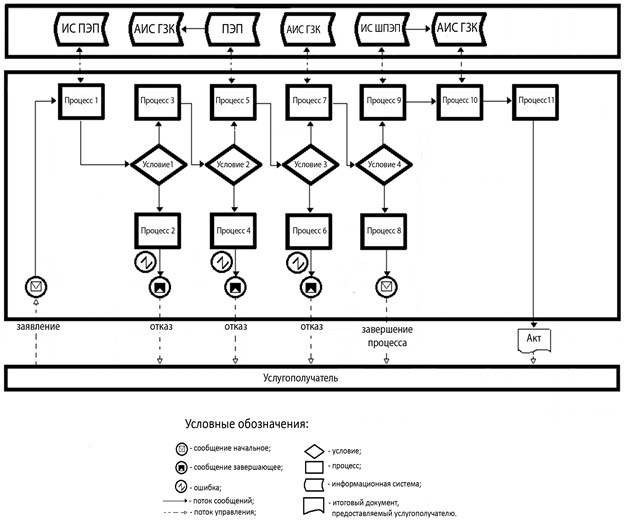 ИС ПЭП АИС ГЗК ПЭП АИС ГЗК ИС ШПЭП АИС ГЗК
Процесс 1 Процесс 3 Процесс 5 Процесс 7 Процесс 9 Процесс 10 Процесс11
Условие1 Условие 2 Условие 3 Условие 4
Процесс 2 Процесс 4 Процесс 6 Процесс 8
заявление отказ отказ отказ завершение
процесса
Акт
Услугополучатель
Условные обозначения:
- сообщение начальное; - условие;
- сообщение завершающее; - процесс;
- ошибка; - информационная система;
- поток сообщений; - итоговый документ,
- поток управления; предоставляемый услугополучателю.